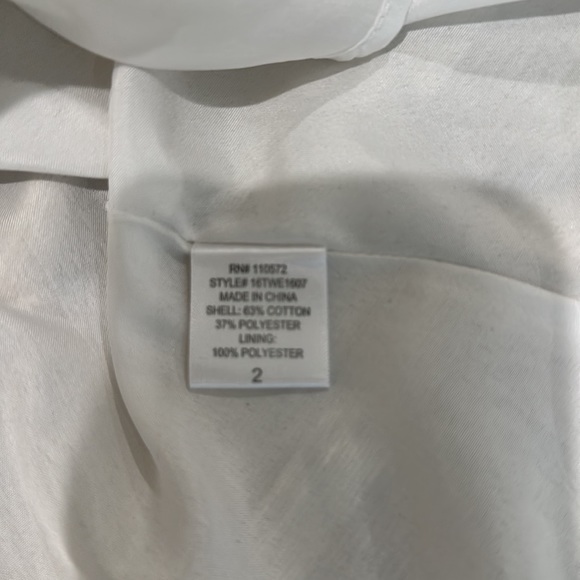 RN# 110572
STYLE# 16TWE1607
MADE IN CHINA
SHELL: 63% COTTON
37% POLYESTER
LINING:
100% POLYESTER
2